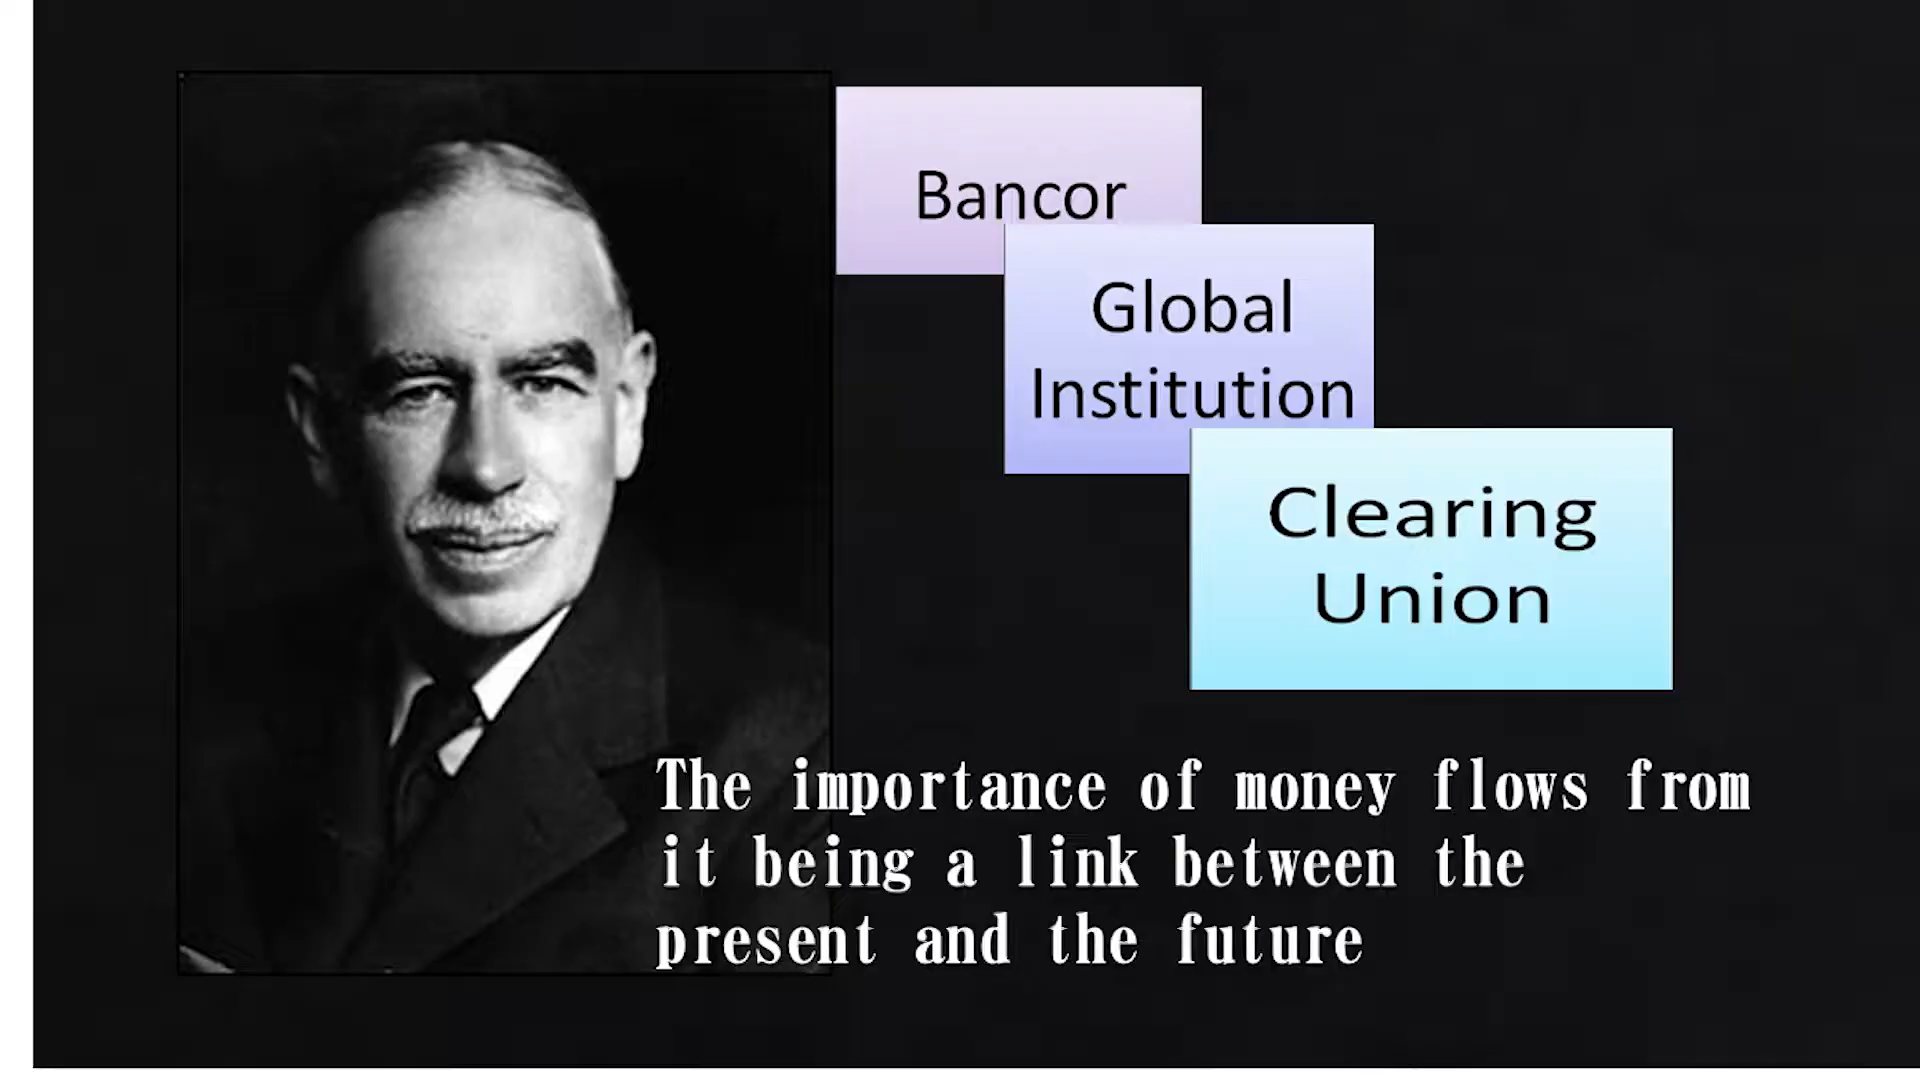 Bancor
Global
Institution
Clearing
Union
The importance of money flows from
it being a link between the
present and the future